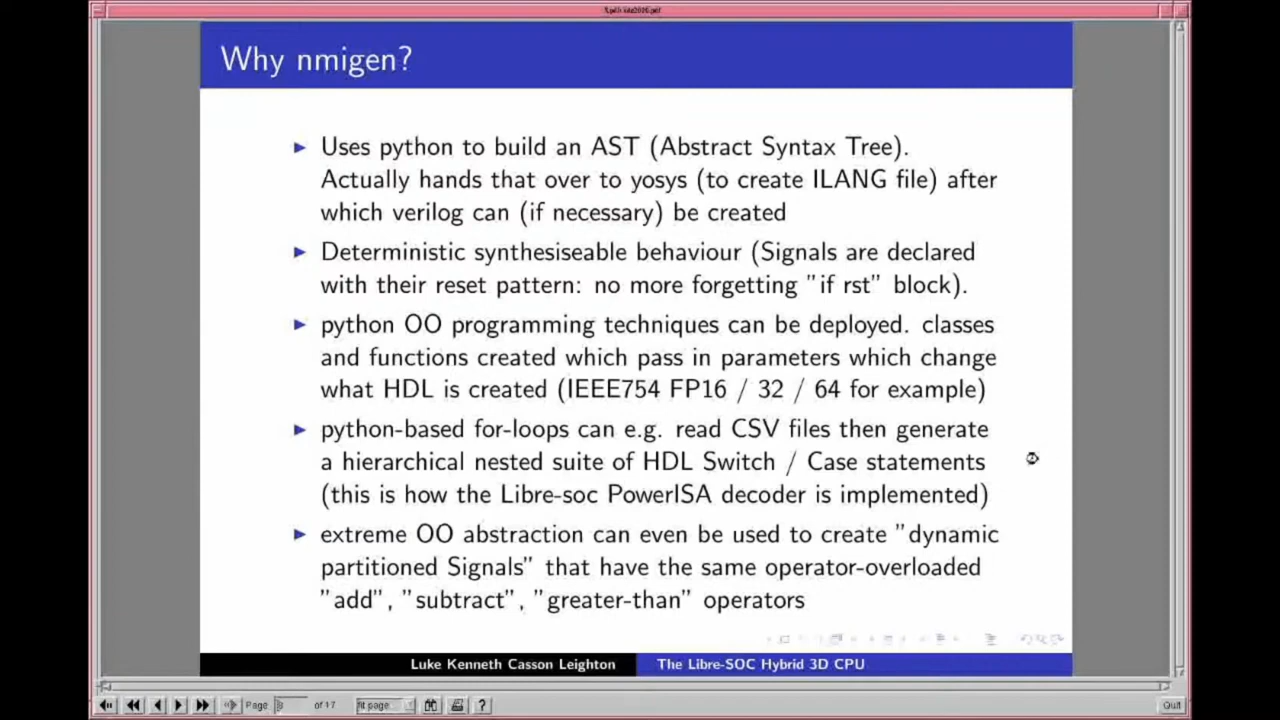 Why nmigen?
Uses python to build an AST (Abstract Syntax Tree).
Actually hands that over to yosys (to create ILANG file) after
which verilog can (if necessary) be created
Deterministic synthesiseable behaviour (Signals are declared
with their reset pattern: no more forgetting "if rst" block).
python OO programming techniques can be deployed. classes
and functions created which pass in parameters which change
what HDL is created (IEEE754 FP16 / 32 / 64 for example)
python-based for-loops can e.g. read CSV files then generate
a hierarchical nested suite of HDL Switch / Case statements
(this is how the Libre-soc PowerISA decoder is implemented)
extreme OO abstraction can even be used to create "dynamic
partitioned Signals" that have the same operator-overloaded
"add", "subtract", "greater-than" operators
Luke Kenneth Casson Leighton The Libre-SOC Hybrid 3D CPU
Page of 17 fit page ? Quit